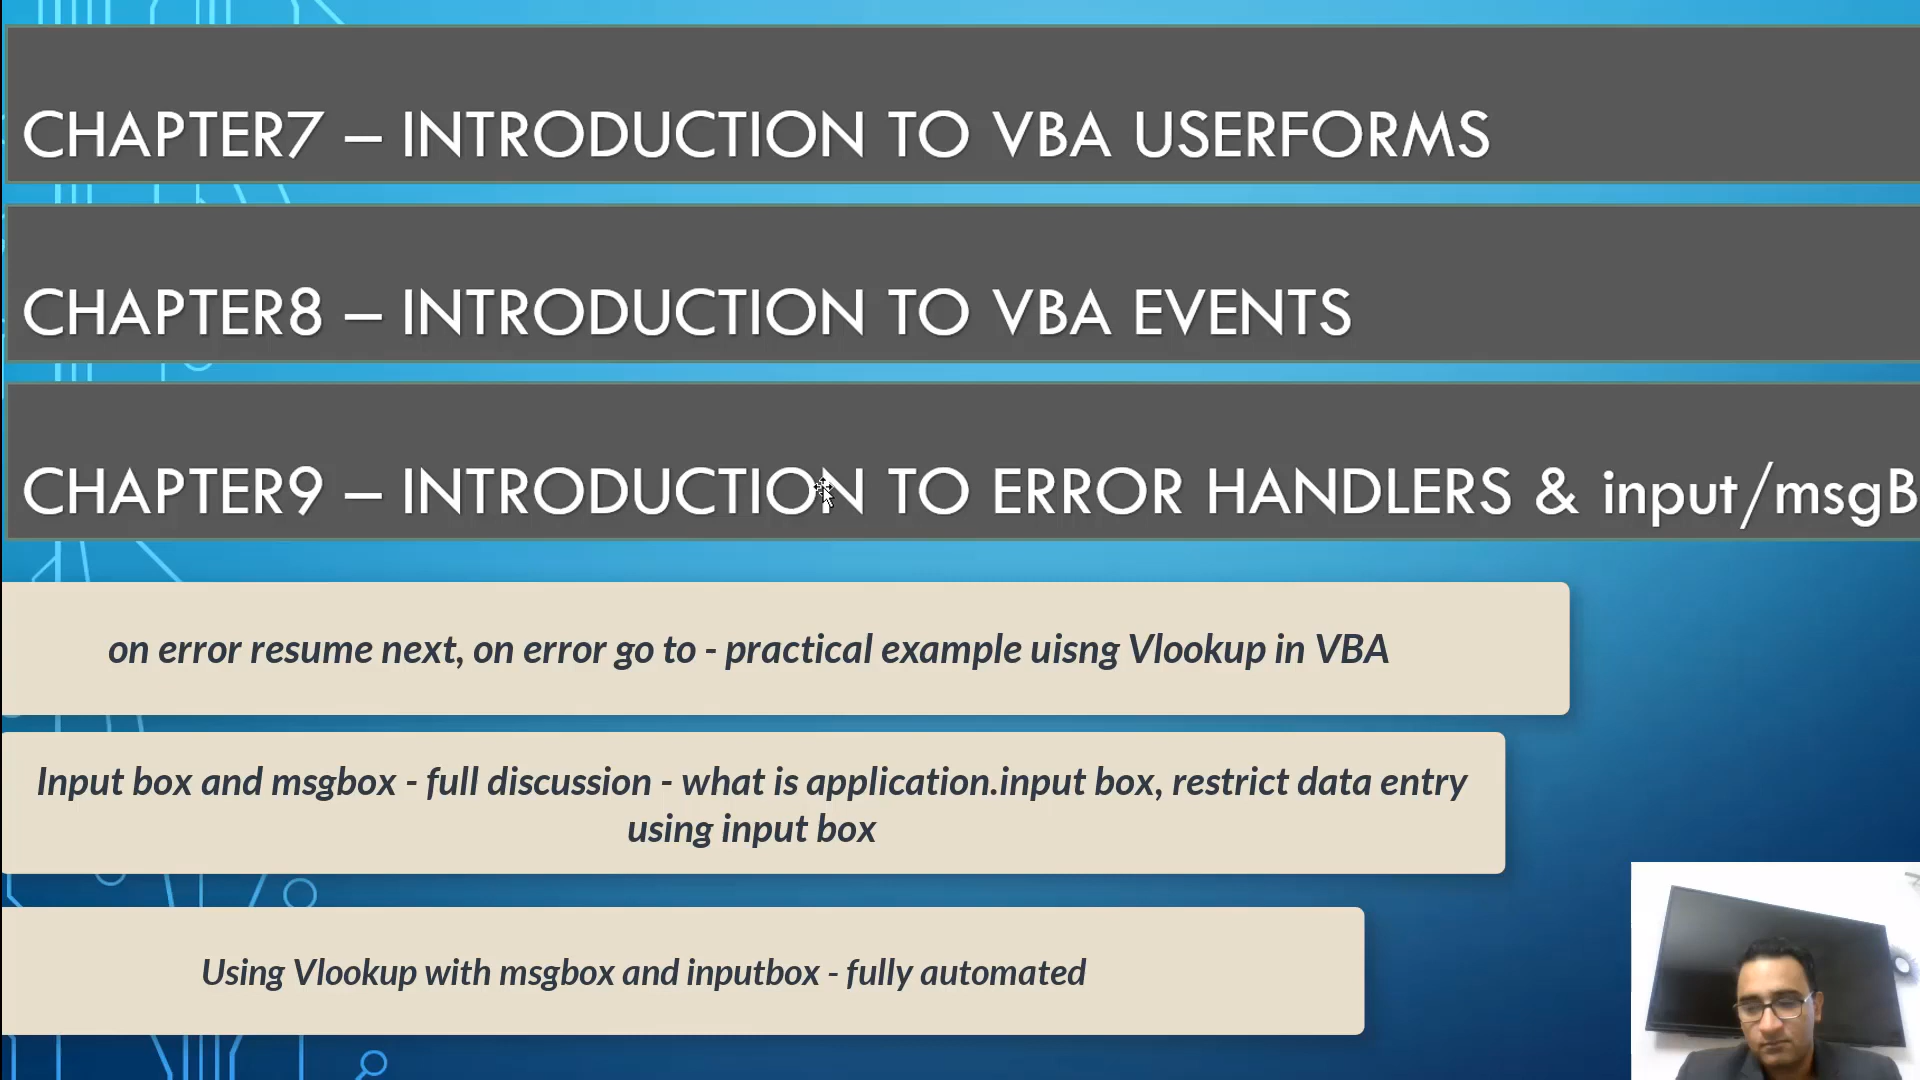 CHAPTER7 – INTRODUCTION TO VBA USERFORMS
CHAPTER8 – INTRODUCTION TO VBA EVENTS
CHAPTER9 – INTRODUCTION TO ERROR HANDLERS & input/msgB
on error resume next, on error go to - practical example uisng Vlookup in VBA
Input box and msgbox - full discussion - what is application.input box, restrict data entry
using input box
Using Vlookup with msgbox and inputbox - fully automated